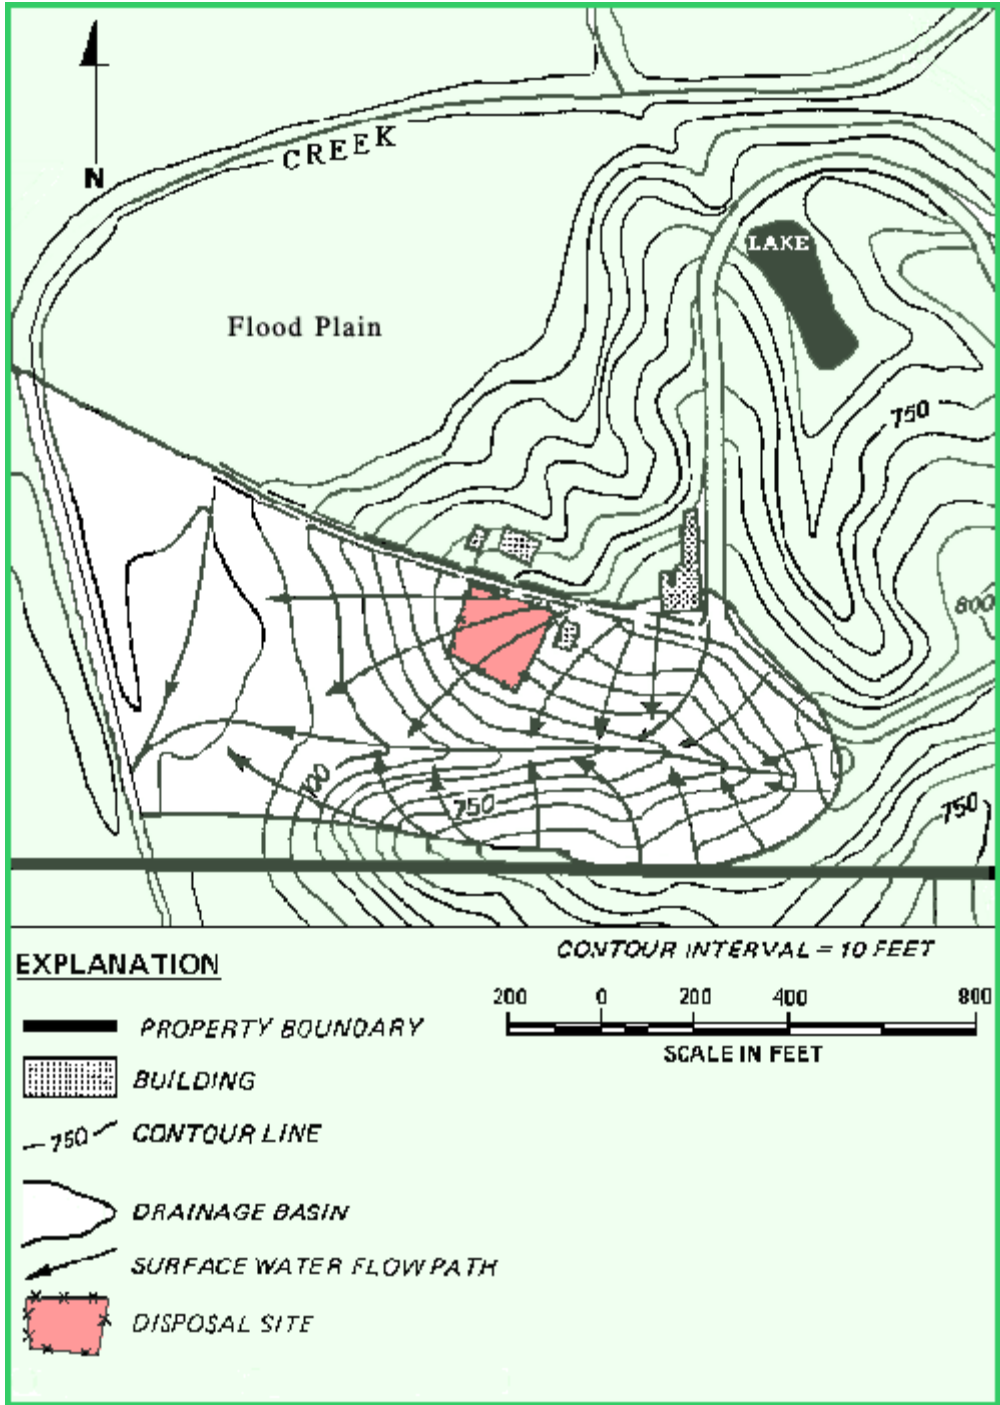 N
CREEK
LAKE
Flood Plain
750
800
700
750
750
CONTOUR INTERVAL = 10 FEET
EXPLANATION
200 0 200 400 800
SCALE IN FEET
PROPERTY BOUNDARY
BUILDING
750
CONTOUR LINE
DRAINAGE BASIN
SURFACE WATER FLOW PATH
DISPOSAL SITE